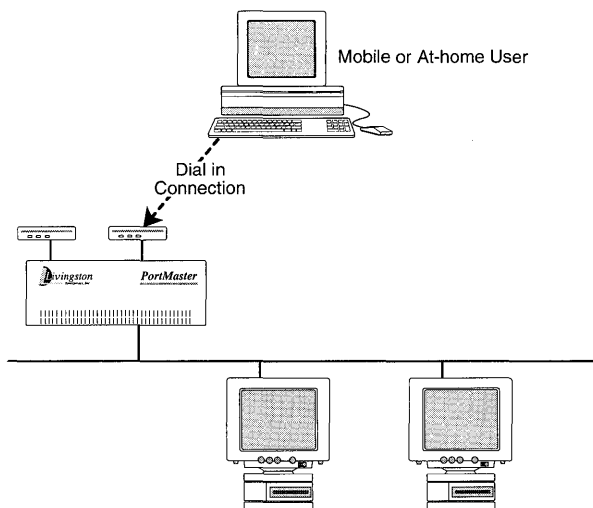 Mobile or At-home User
Dial in
Connection
Livingston
PortMaster